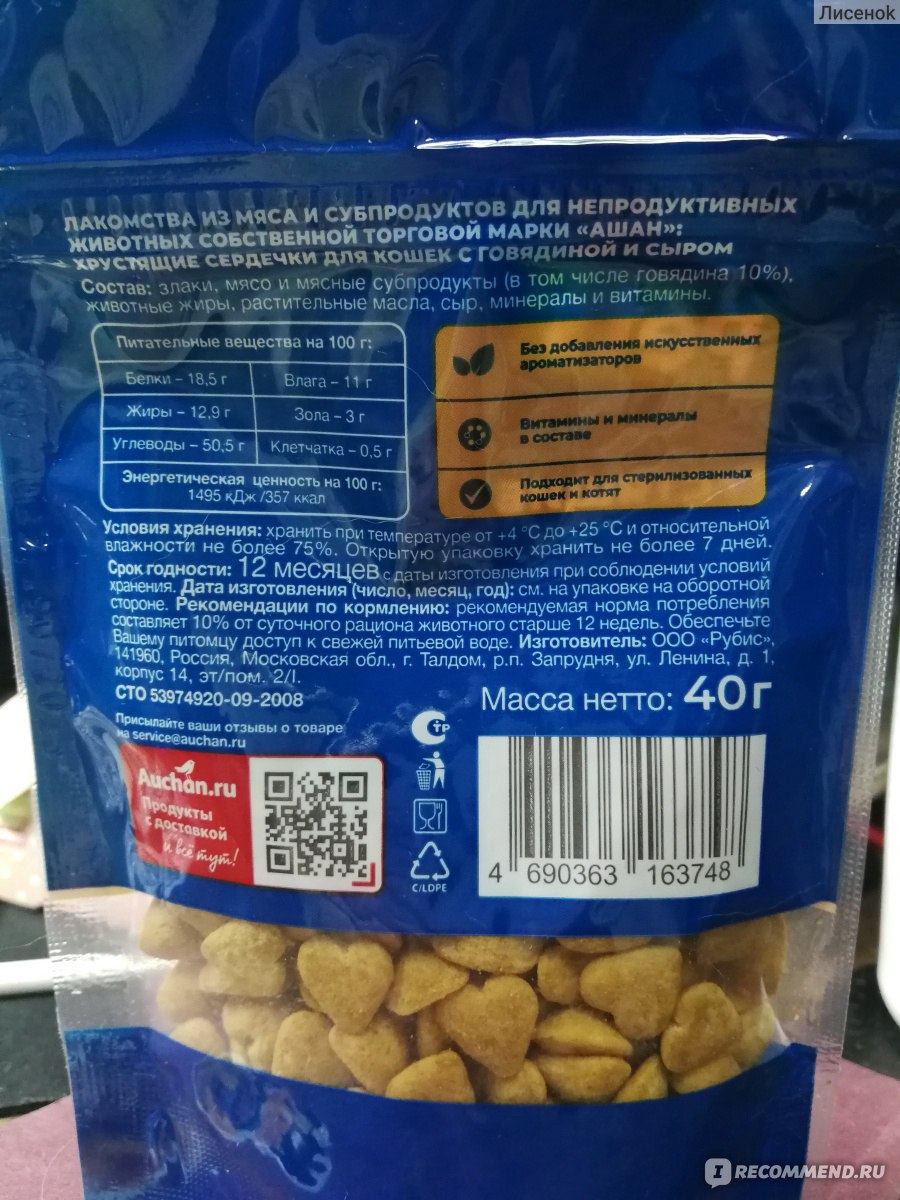 Лисенок
ЛАКОМСТВА ИЗ МЯСА И СУБПРОДУКТОВ ДЛЯ НЕПРОДУКТИВНЫХ
ЖИВОТНЫХ СОБСТВЕННОЙ ТОРГОВОЙ МАРКИ «АШАН»:
ХРУСТЯЩИЕ СЕРДЕЧКИ ДЛЯ КОШЕК С ГОВЯДИНОЙ И СЫРОМ
Состав: злаки, мясо и мясные субпродукты (в том числе говядина 10%),
животные жиры, растительные масла, сыр, минералы и витамины.
Питательные вещества на 100 г:
Белки – 18,5 г
Влага – 11 г
Жиры – 12,9 г
Зола – 3 г
Углеводы – 50,5 г
Клетчатка – 0,5 г
Энергетическая ценность на 100 г:
1495 кДж /357 ккал
Без добавления искусственных
ароматизаторов
Витамины и минералы
в составе
Подходит для стерилизованных
кошек и котят
Условия хранения: хранить при температуре от +4 °С до +25 °С и относительной
влажности не более 75%. Открытую упаковку хранить не более 7 дней.
Срок годности: 12 месяцев с даты изготовления при соблюдении условий
хранения. Дата изготовления (число, месяц, год): см. на упаковке на оборотной
стороне. Рекомендации по кормлению: рекомендуемая норма потребления
составляет 10% от суточного рациона животного старше 12 недель. Обеспечьте
Вашему питомцу доступ к свежей питьевой воде. Изготовитель: ООО «Рубис»,
141960, Россия, Московская обл., г. Талдом, р.п. Запрудня, ул. Ленина, д. 1,
корпус 14, эт/пом. 2/I.
СТО 53974920-09-2008
Масса нетто: 40г
Присылайте ваши отзывы о товаре
на service@auchan.ru
Auchan.ru
Продукты
с доставкой
и всё тут!
СТР
C/LDPE
4 690363 163748
IRECOMMEND.RU